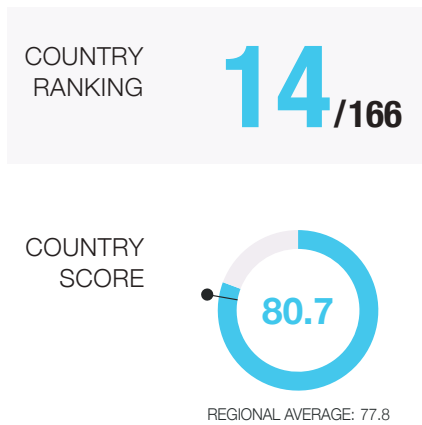 COUNTRY
RANKING
14/166
COUNTRY
SCORE
80.7
REGIONAL AVERAGE: 77.8